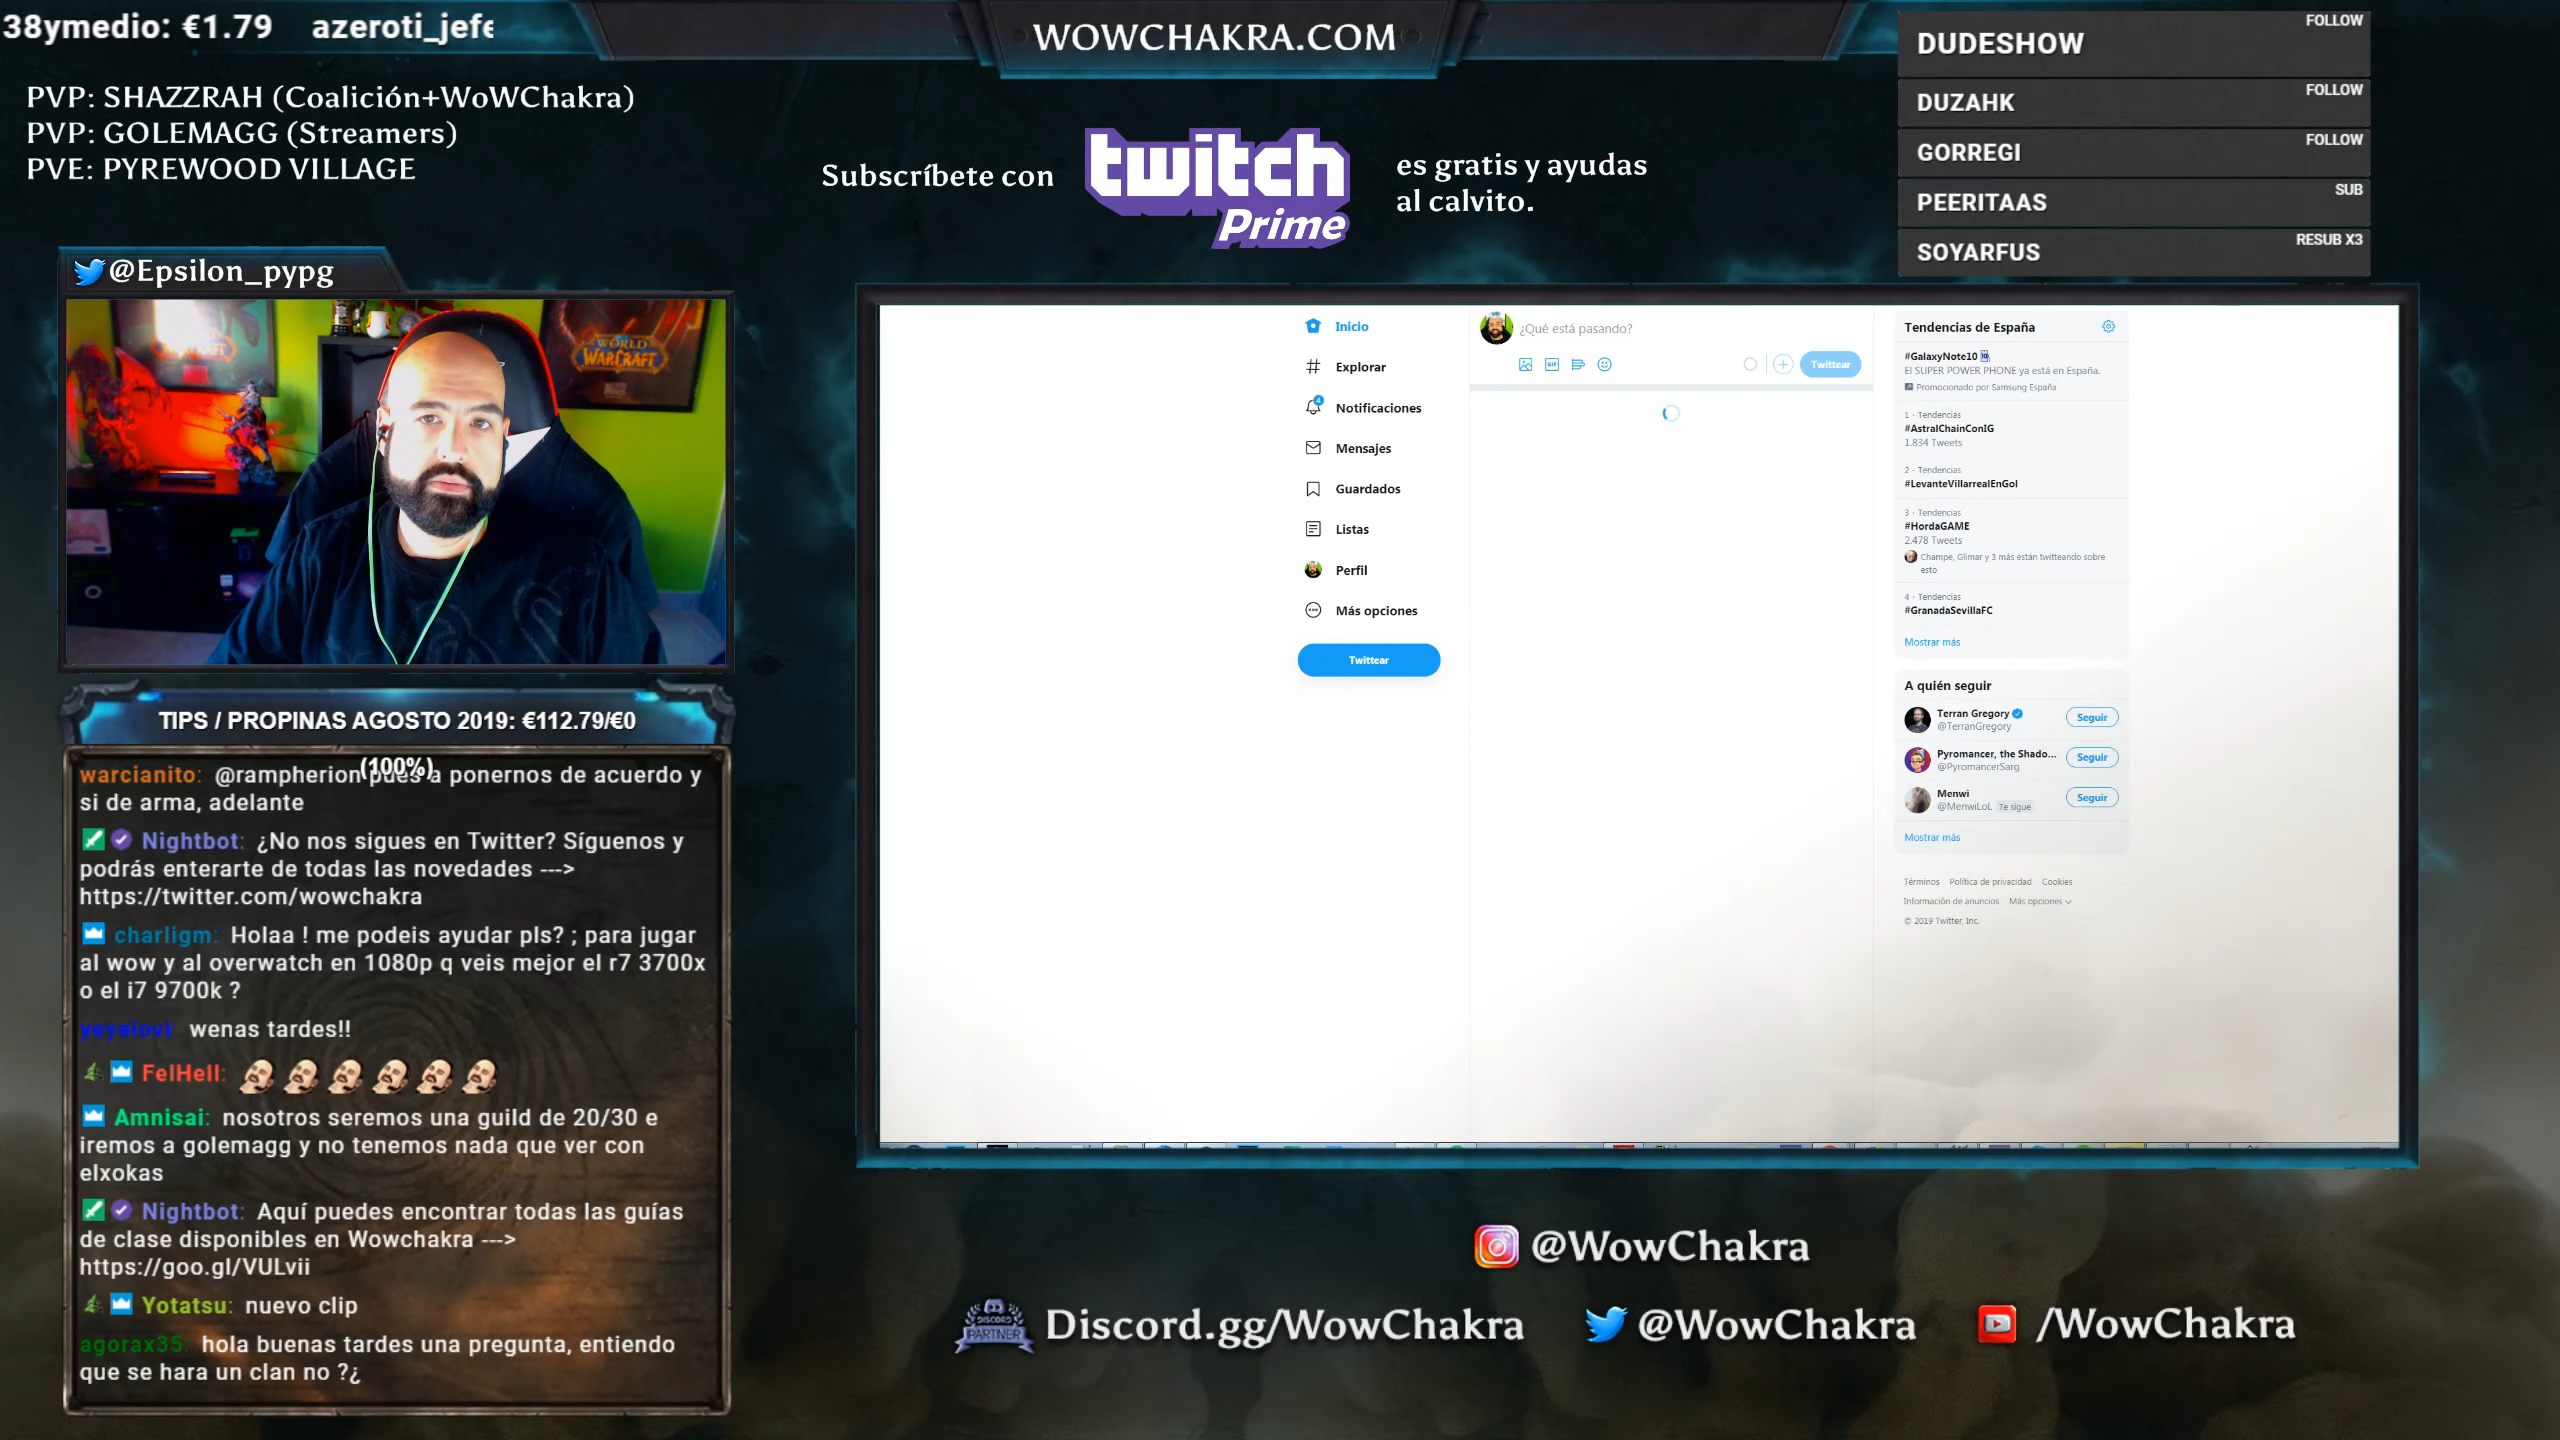 38ymedio: €1.79 azeroti_jefe
WOWCHAKRA.COM
PVP: SHAZZRAH (Coalición+WoWChakra)
PVP: GOLEMAGG (Streamers)
PVE: PYREWOOD VILLAGE
Subscríbete con
twitch
Prime
es gratis y ayudas
al calvito.
FOLLOW
DUDESHOW
FOLLOW
DUZAHK
FOLLOW
GORREGI
SUB
PEERITAAS
RESUB X3
SOYARFUS
@Epsilon_pypg
WORLD
WARCRAFT
TIPS / PROPINAS AGOSTO 2019: €112.79/€0
(100%)
warcianito: @rampherion pues a ponernos de acuerdo y
si de arma, adelante
Nightbot: ¿No nos sigues en Twitter? Síguenos y
podrás enterarte de todas las novedades --->
https://twitter.com/wowchakra
charligm: Holaa ! me podeis ayudar pls? ; para jugar
al wow y al overwatch en 1080p q veis mejor el r7 3700x
o el i7 9700k ?
yeyelovi: wenas tardes!!
FelHell:
Amnisai: nosotros seremos una guild de 20/30 e
iremos a golemagg y no tenemos nada que ver con
elxokas
Nightbot: Aquí puedes encontrar todas las guías
de clase disponibles en Wowchakra --->
https://goo.gl/VULvii
Yotatsu: nuevo clip
agorax35: hola buenas tardes una pregunta, entiendo
que se hara un clan no ?¿
Inicio
Explorar
4
Notificaciones
Mensajes
Guardados
Listas
Perfil
Más opciones
Twittear
¿Qué está pasando?
GIF
Twittear
Tendencias de España
#GalaxyNote10
El SUPER POWER PHONE ya está en España.
Promocionado por Samsung España
1 · Tendencias
#AstralChainConIG
1.834 Tweets
2 · Tendencias
#LevanteVillarrealEnGol
3 · Tendencias
#HordaGAME
2.478 Tweets
Champe, Glimar y 3 más están twitteando sobre
esto
4 · Tendencias
#GranadaSevillaFC
Mostrar más
A quién seguir
Terran Gregory
@TerranGregory
Seguir
Pyromancer, the Shado...
@PyromancerSarg
Seguir
Menwi
@MenwiLoL Te sigue
Seguir
Mostrar más
Términos Política de privacidad Cookies
Información de anuncios Más opciones
© 2019 Twitter, Inc.
@WowChakra
DISCORD
PARTNER
Discord.gg/WowChakra
@WowChakra
/WowChakra